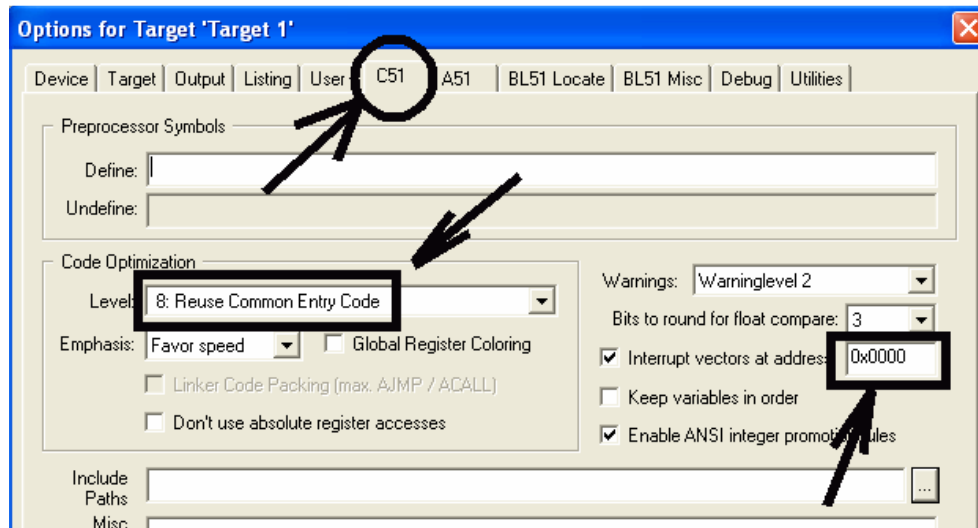 Options for Target 'Target 1'
Device Target Output Listing User C51 A51 BL51 Locate BL51 Misc Debug Utilities
Preprocessor Symbols
Define:
Undefine:
Code Optimization
Level: 8: Reuse Common Entry Code
Warnings: Warninglevel 2
Bits to round for float compare: 3
Emphasis: Favor speed Global Register Coloring
Interrupt vectors at address: 0x0000
Linker Code Packing (max. AJMP / ACALL)
Keep variables in order
Don't use absolute register accesses
Enable ANSI integer promotion rules
Include
Paths
...
Misc